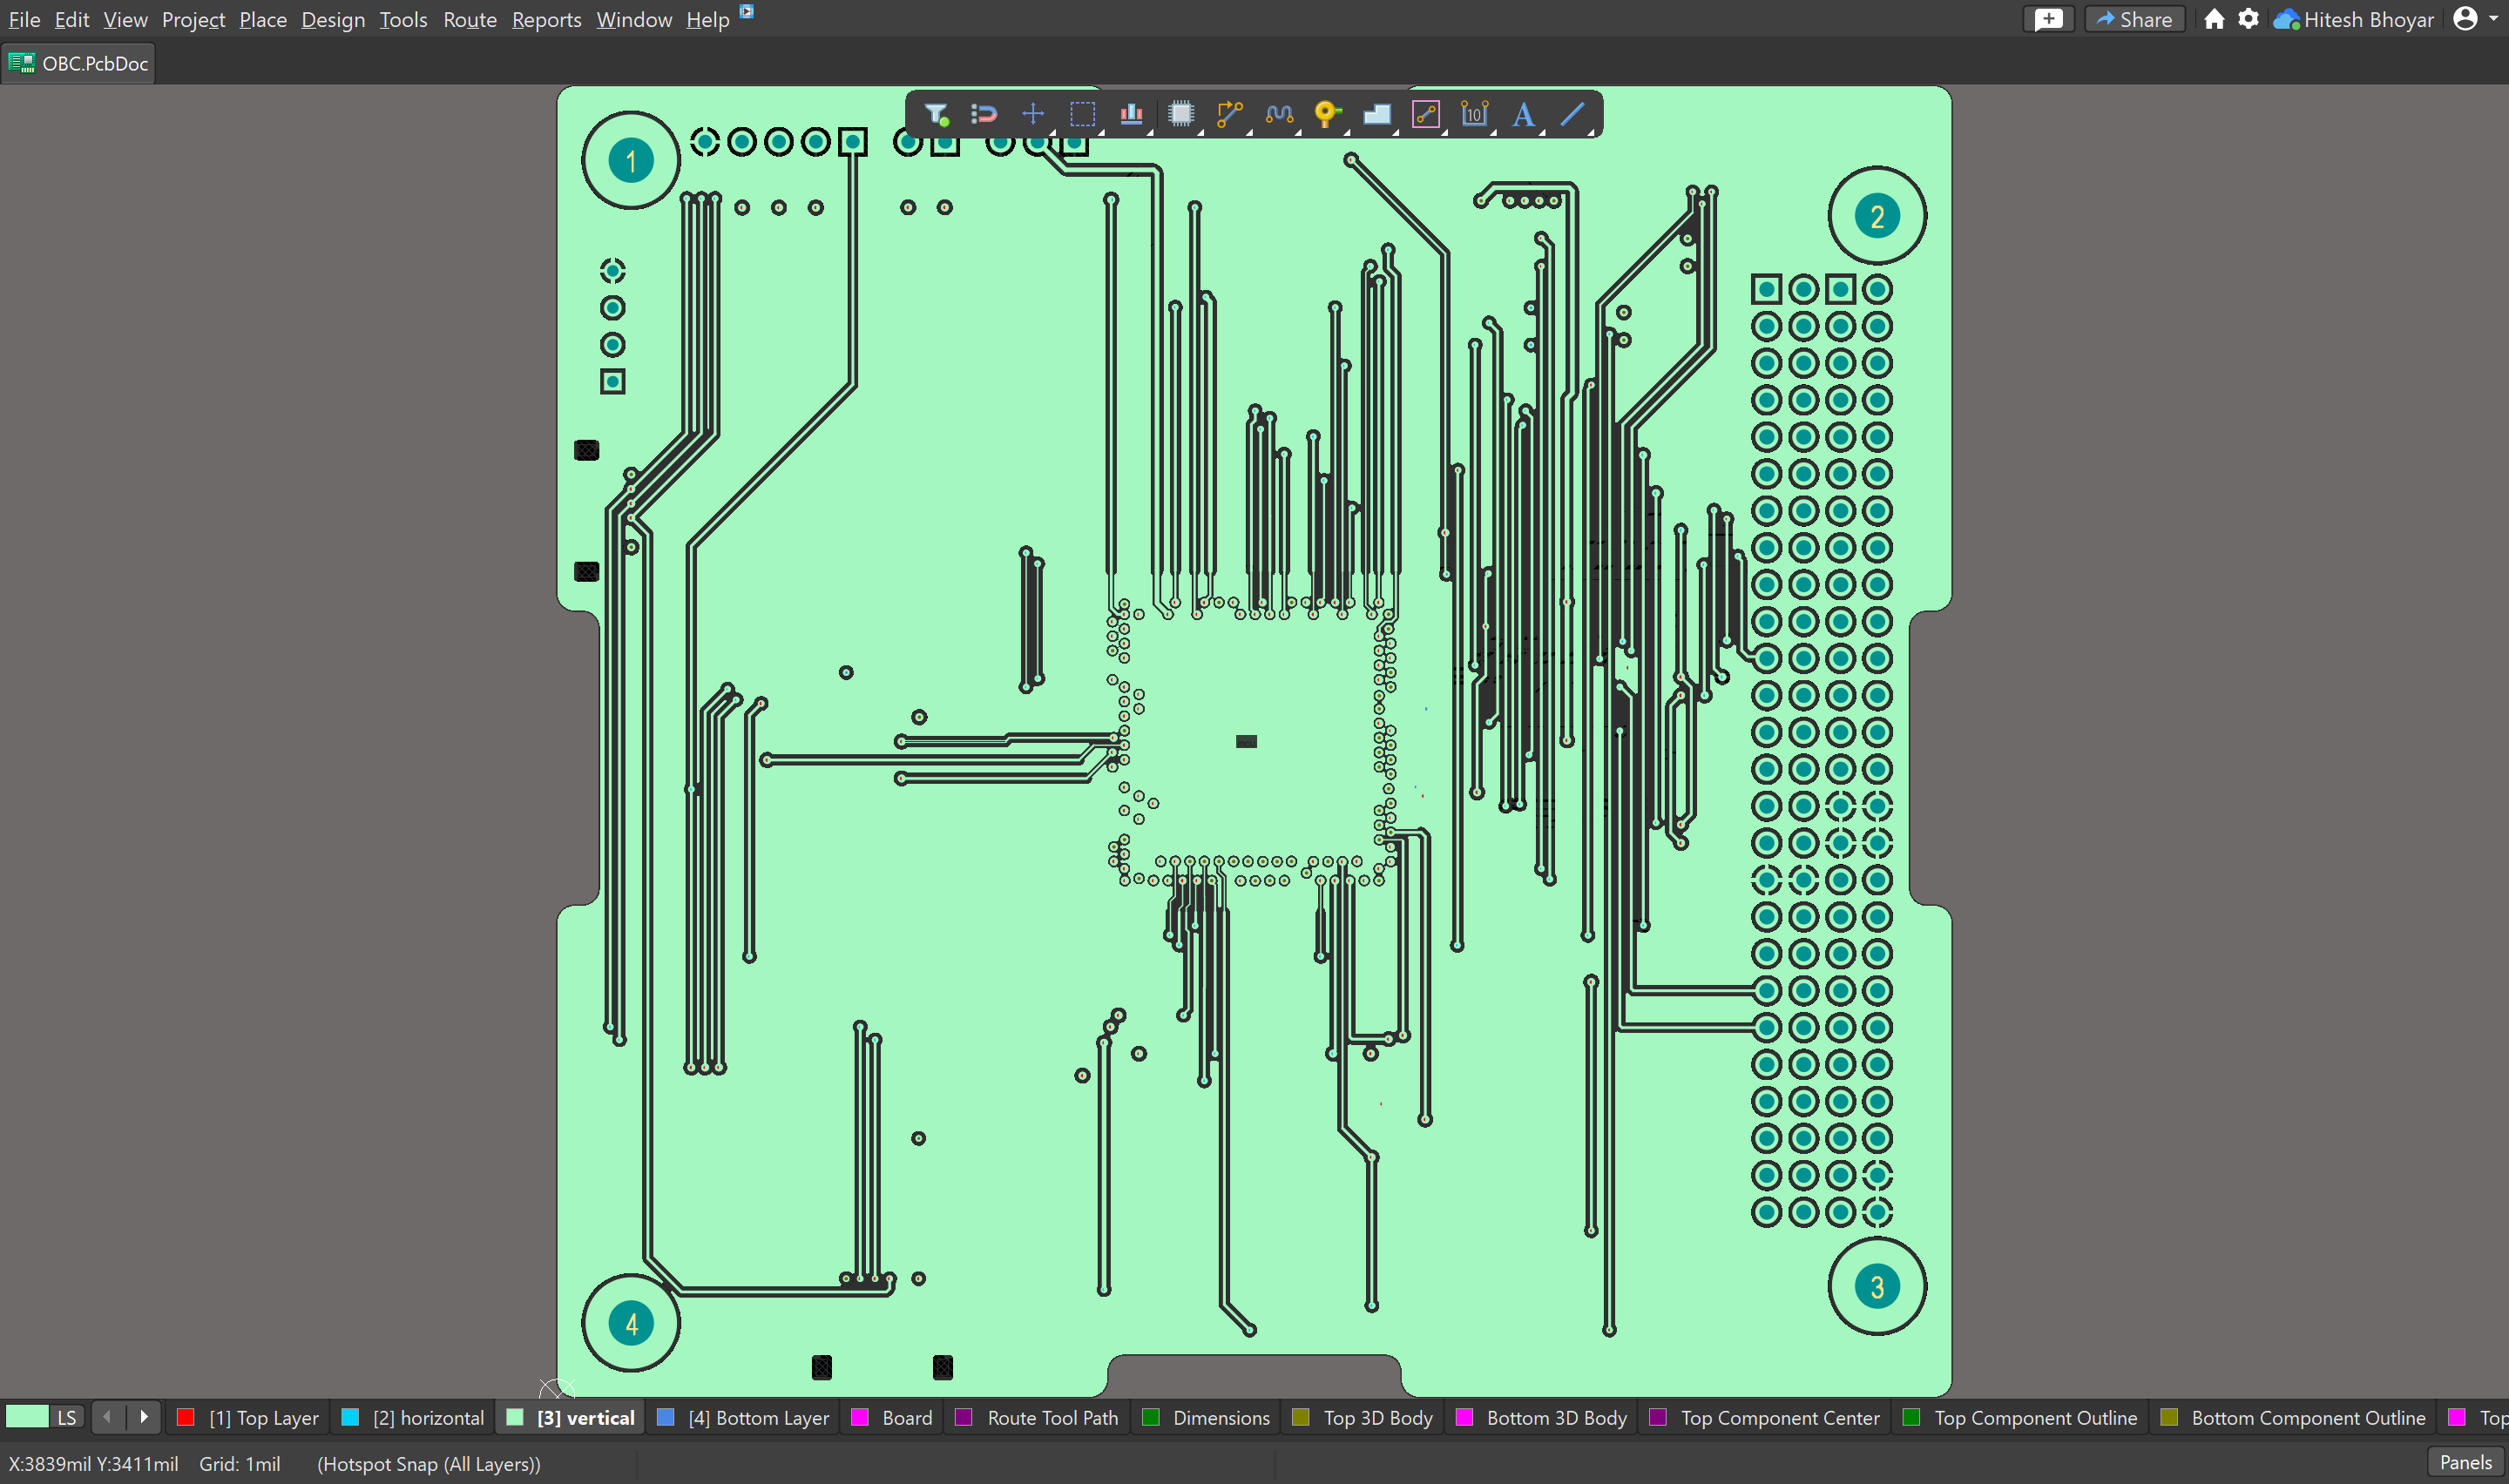 File Edit View Project Place Design Tools Route Reports Window Help
Share
Hitesh Bhoyar
OBC.PcbDoc
10
A
1
2
3
4
LS
[1] Top Layer
[2] horizontal
[3] vertical
[4] Bottom Layer
Board
Route Tool Path
Dimensions
Top 3D Body
Bottom 3D Body
Top Component Center
Top Component Outline
Bottom Component Outline
Top
X:3839mil Y:3411mil Grid: 1mil (Hotspot Snap (All Layers))
Panels